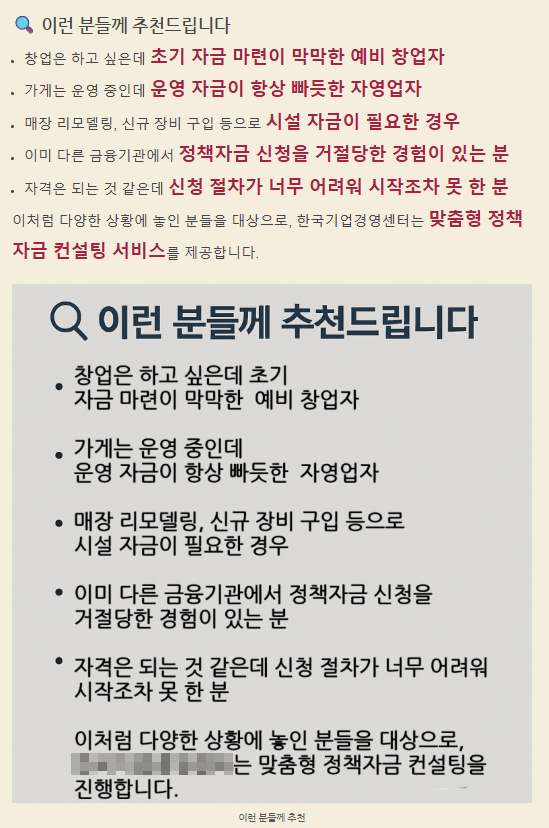 이런 분들께 추천드립니다
창업은 하고 싶은데 초기 자금 마련이 막막한 예비 창업자
가게는 운영 중인데 운영 자금이 항상 빠듯한 자영업자
매장 리모델링, 신규 장비 구입 등으로 시설 자금이 필요한 경우
이미 다른 금융기관에서 정책자금 신청을 거절당한 경험이 있는 분
자격은 되는 것 같은데 신청 절차가 너무 어려워 시작조차 못 한 분
이처럼 다양한 상황에 놓인 분들을 대상으로, 한국기업경영센터는 맞춤형 정책
자금 컨설팅 서비스를 제공합니다.
이런 분들께 추천드립니다
창업은 하고 싶은데 초기
자금 마련이 막막한 예비 창업자
가게는 운영 중인데
운영 자금이 항상 빠듯한 자영업자
매장 리모델링, 신규 장비 구입 등으로
시설 자금이 필요한 경우
이미 다른 금융기관에서 정책자금 신청을
거절당한 경험이 있는 분
자격은 되는 것 같은데 신청 절차가 너무 어려워
시작조차 못 한 분
이처럼 다양한 상황에 놓인 분들을 대상으로,
는 맞춤형 정책자금 컨설팅을
진행합니다.
이런 분들께 추천